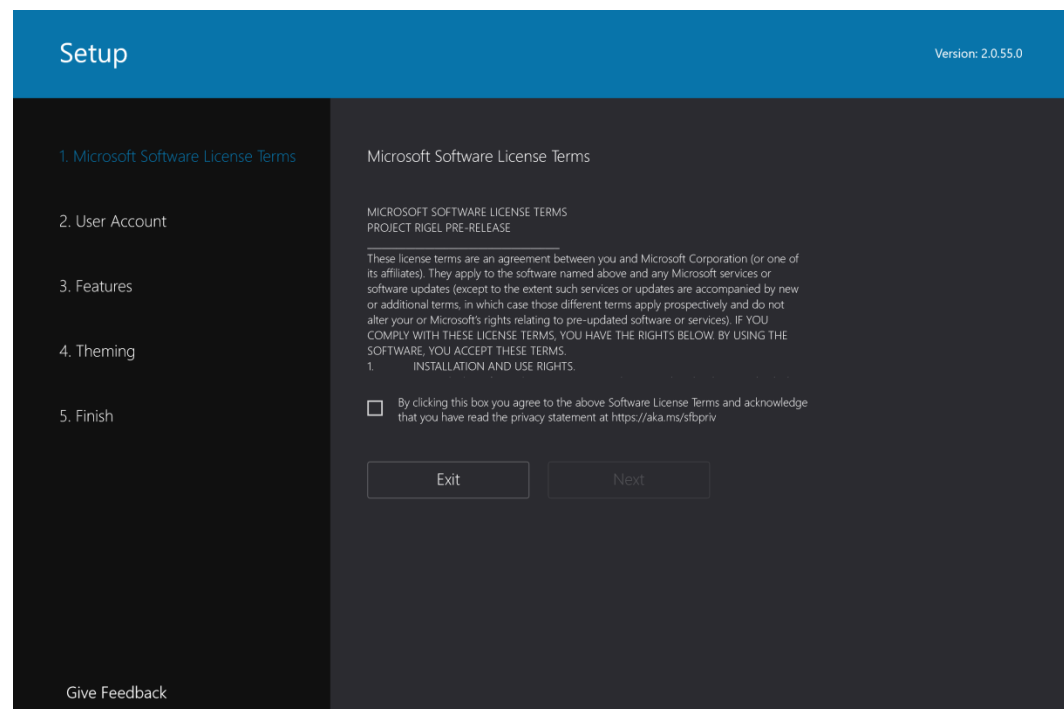 Setup
Version: 2.0.55.0
1. Microsoft Software License Terms
2. User Account
3. Features
4. Theming
5. Finish
Give Feedback
Microsoft Software License Terms
MICROSOFT SOFTWARE LICENSE TERMS
PROJECT RIGEL PRE-RELEASE
These license terms are an agreement between you and Microsoft Corporation (or one of
its affiliates). They apply to the software named above and any Microsoft services or
software updates (except to the extent such services or updates are accompanied by new
or additional terms, in which case those different terms apply prospectively and do not
alter your or Microsoft's rights relating to pre-updated software or services). IF YOU
COMPLY WITH THESE LICENSE TERMS, YOU HAVE THE RIGHTS BELOW. BY USING THE
SOFTWARE, YOU ACCEPT THESE TERMS.
1. INSTALLATION AND USE RIGHTS.
By clicking this box you agree to the above Software License Terms and acknowledge
that you have read the privacy statement at https://aka.ms/sfbpriv
Exit
Next